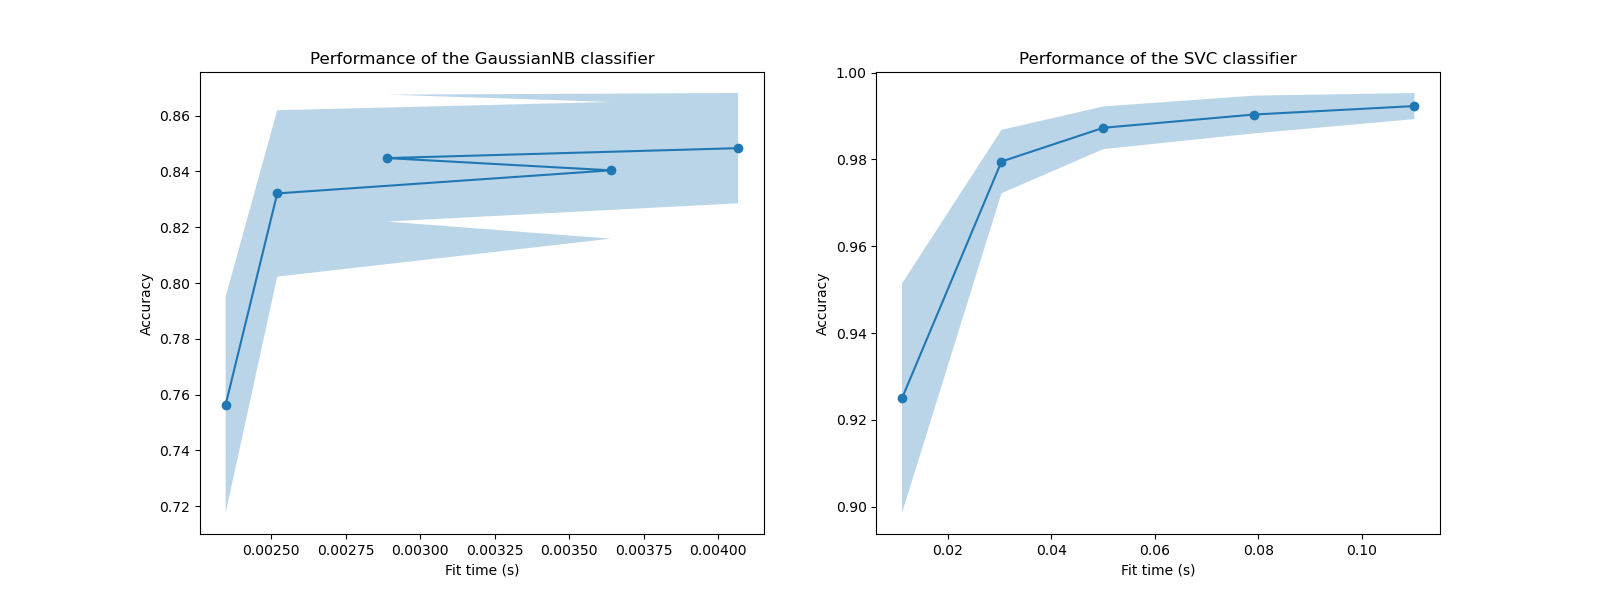 Performance of the GaussianNB classifier
0.86
0.84
0.82
0.80
0.78
0.76
0.74
0.72
Accuracy
0.00250 0.00275 0.00300 0.00325 0.00350 0.00375 0.00400
Fit time (s)
Performance of the SVC classifier
1.00
0.98
0.96
0.94
0.92
0.90
Accuracy
0.02 0.04 0.06 0.08 0.10
Fit time (s)